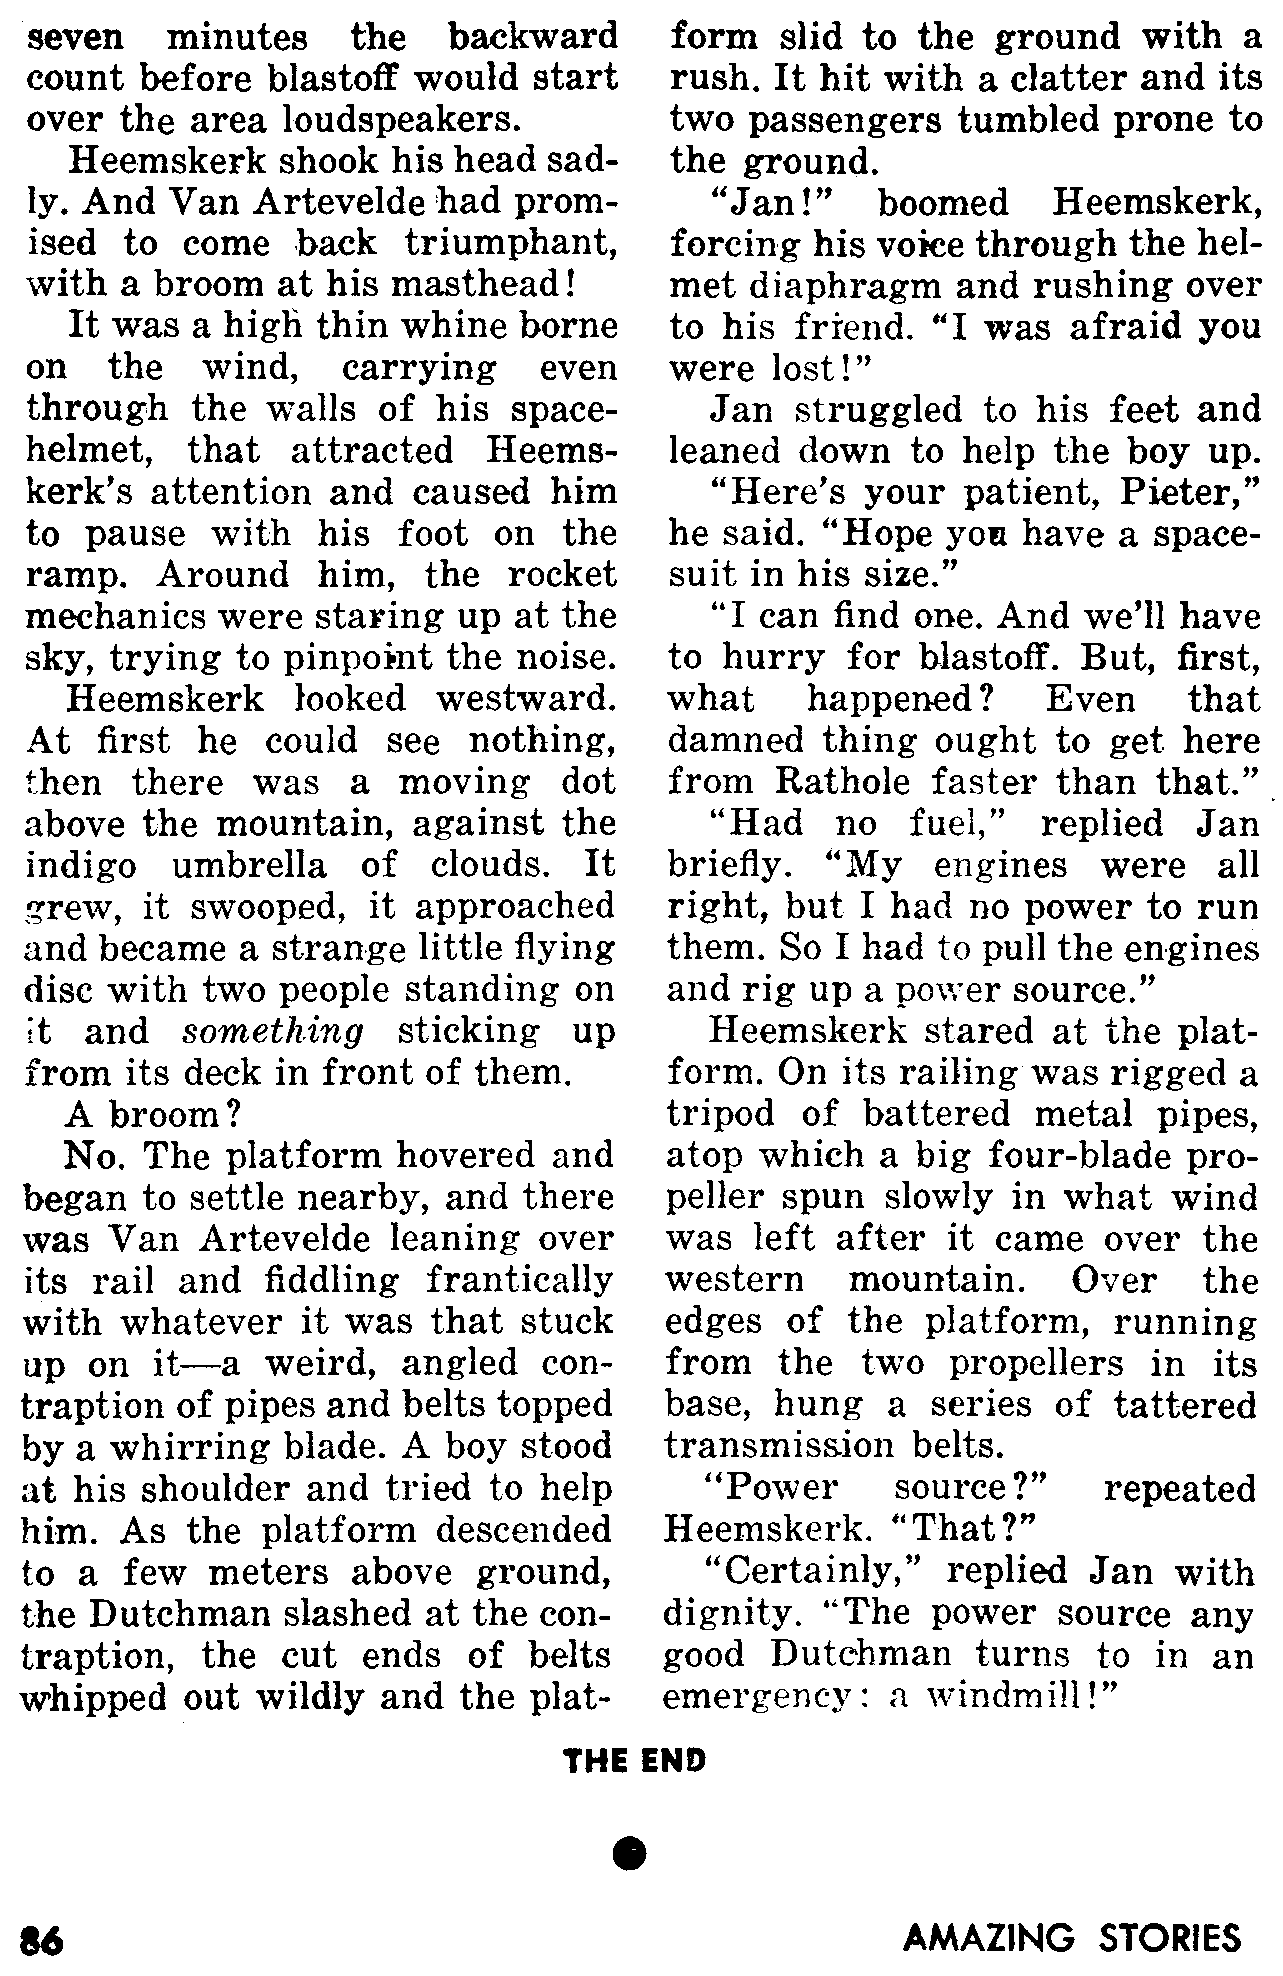 seven minutes the backward
count before blastoff would start
over the area loudspeakers.
Heemskerk shook his head sad-
ly. And Van Artevelde had prom-
ised to come back triumphant,
with a broom at his masthead!
It was a high thin whine borne
on the wind, carrying even
through the walls of his space-
helmet, that attracted Heems-
kerk's attention and caused him
to pause with his foot on the
ramp. Around him, the rocket
mechanics were staring up at the
sky, trying to pinpoint the noise.
Heemskerk looked westward.
At first he could see nothing,
then there was a moving dot
above the mountain, against the
indigo umbrella of clouds. It
grew, it swooped, it approached
and became a strange little flying
disc with two people standing on
it and something sticking up
from its deck in front of them.
A broom?
No. The platform hovered and
began to settle nearby, and there
was Van Artevelde leaning over
its rail and fiddling frantically
with whatever it was that stuck
up on it—a weird, angled con-
traption of pipes and belts topped
by a whirring blade. A boy stood
at his shoulder and tried to help
him. As the platform descended
to a few meters above ground,
the Dutchman slashed at the con-
traption, the cut ends of belts
whipped out wildly and the plat-
form slid to the ground with a
rush. It hit with a clatter and its
two passengers tumbled prone to
the ground.
"Jan!" boomed Heemskerk,
forcing his voice through the hel-
met diaphragm and rushing over
to his friend. "I was afraid you
were lost!"
Jan struggled to his feet and
leaned down to help the boy up.
"Here's your patient, Pieter,"
he said. "Hope you have a space-
suit in his size."
"I can find one. And we'll have
to hurry for blastoff. But, first,
what happened? Even that
damned thing ought to get here
from Rathole faster than that."
"Had no fuel," replied Jan
briefly. "My engines were all
right, but I had no power to run
them. So I had to pull the engines
and rig up a power source."
Heemskerk stared at the plat-
form. On its railing was rigged a
tripod of battered metal pipes,
atop which a big four-blade pro-
peller spun slowly in what wind
was left after it came over the
western mountain. Over the
edges of the platform, running
from the two propellers in its
base, hung a series of tattered
transmission belts.
"Power source?" repeated
Heemskerk. "That?"
"Certainly," replied Jan with
dignity. "The power source any
good Dutchman turns to in an
emergency: a windmill!"
THE END
86
AMAZING STORIES